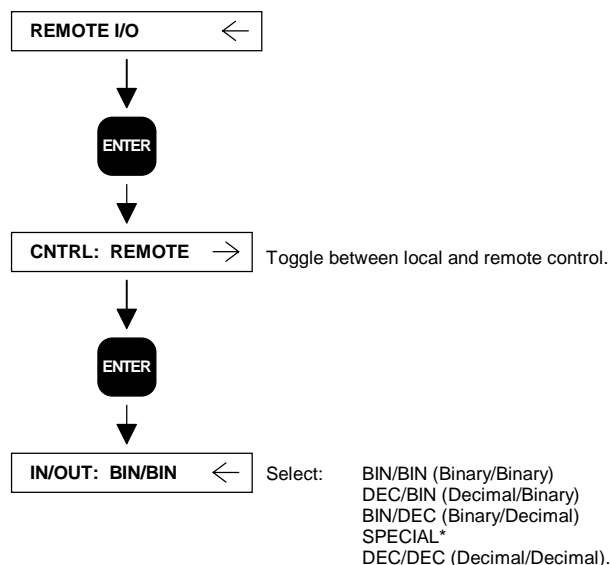 REMOTE I/O ←
ENTER
CNTRL: REMOTE → Toggle between local and remote control.
ENTER
IN/OUT: BIN/BIN ← Select: BIN/BIN (Binary/Binary)
DEC/BIN (Decimal/Binary)
BIN/DEC (Binary/Decimal)
SPECIAL*
DEC/DEC (Decimal/Decimal).